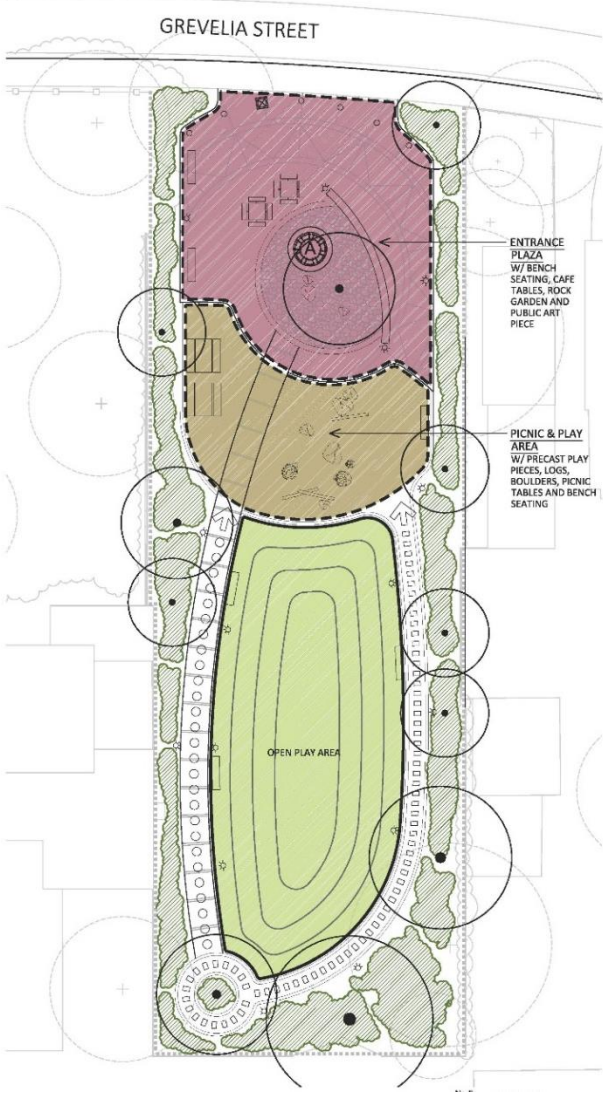 GREVELIA STREET
A
ENTRANCE
PLAZA
W/ BENCH
SEATING, CAFE
TABLES, ROCK
GARDEN AND
PUBLIC ART
PIECE
PICNIC & PLAY
AREA
W/ PRECAST PLAY
PIECES, LOGS,
BOULDERS, PICNIC
TABLES AND BENCH
SEATING
OPEN PLAY AREA